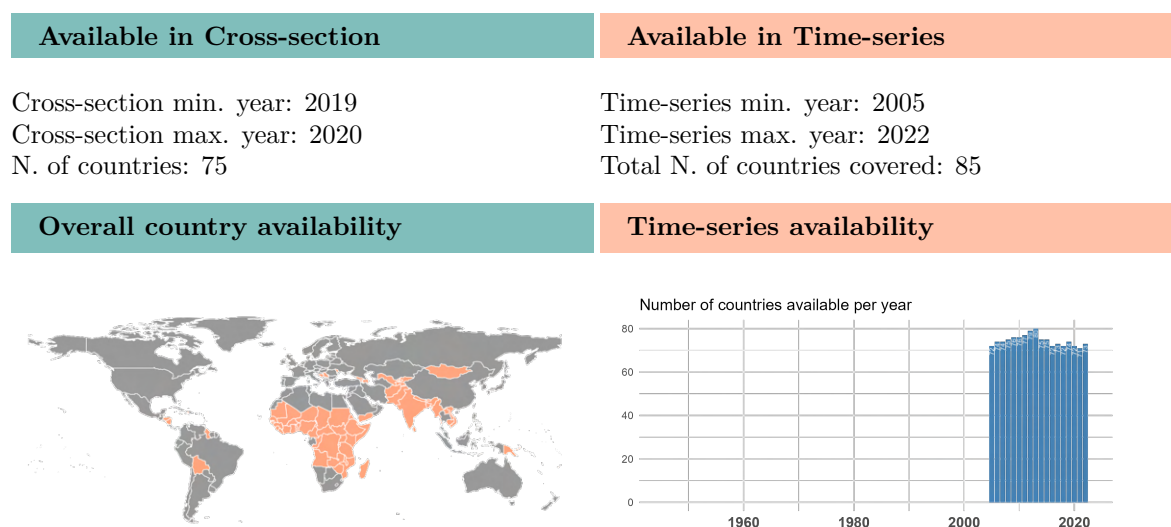 Available in Cross-section
Available in Time-series
Cross-section min. year: 2019
Cross-section max. year: 2020
N. of countries: 75
Time-series min. year: 2005
Time-series max. year: 2022
Total N. of countries covered: 85
Overall country availability
Time-series availability
Number of countries available per year
80
60
40
20
0
1960 1980 2000 2020